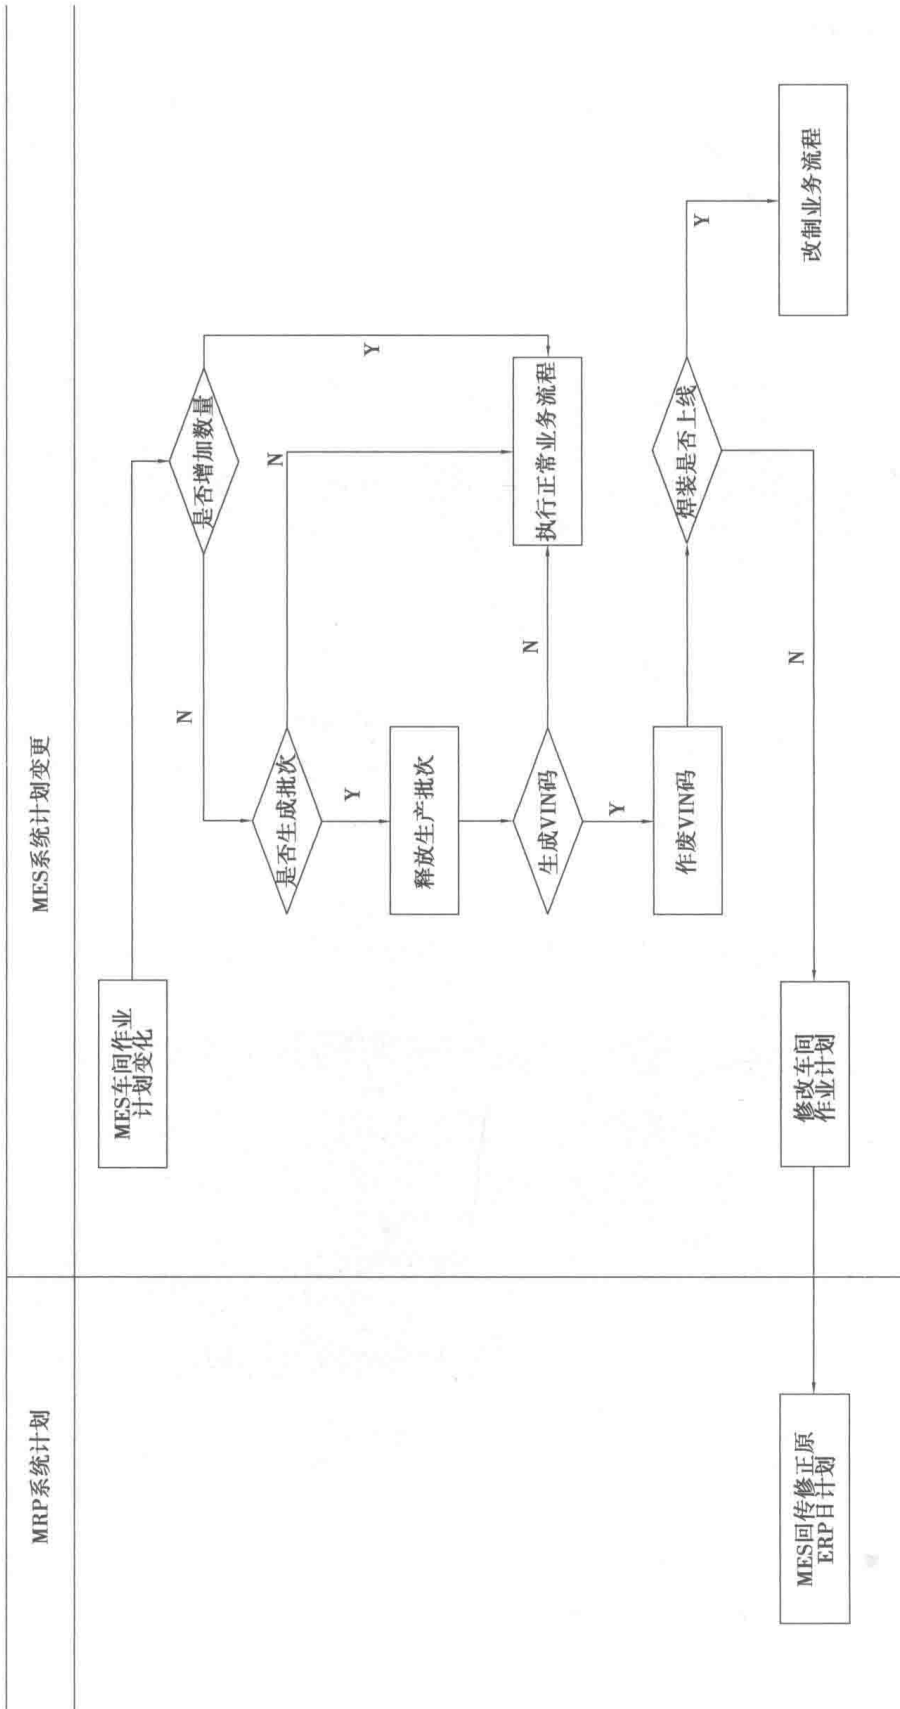 MRP系统计划
MES系统计划变更
MES车间作业
计划变化
是否增加数量
N
Y
是否生成批次
N
Y
释放生产批次
执行正常业务流程
生成VIN码
N
Y
作废VIN码
焊装是否上线
Y
N
改制业务流程
修改车间
作业计划
MES回传修正原
ERP日计划